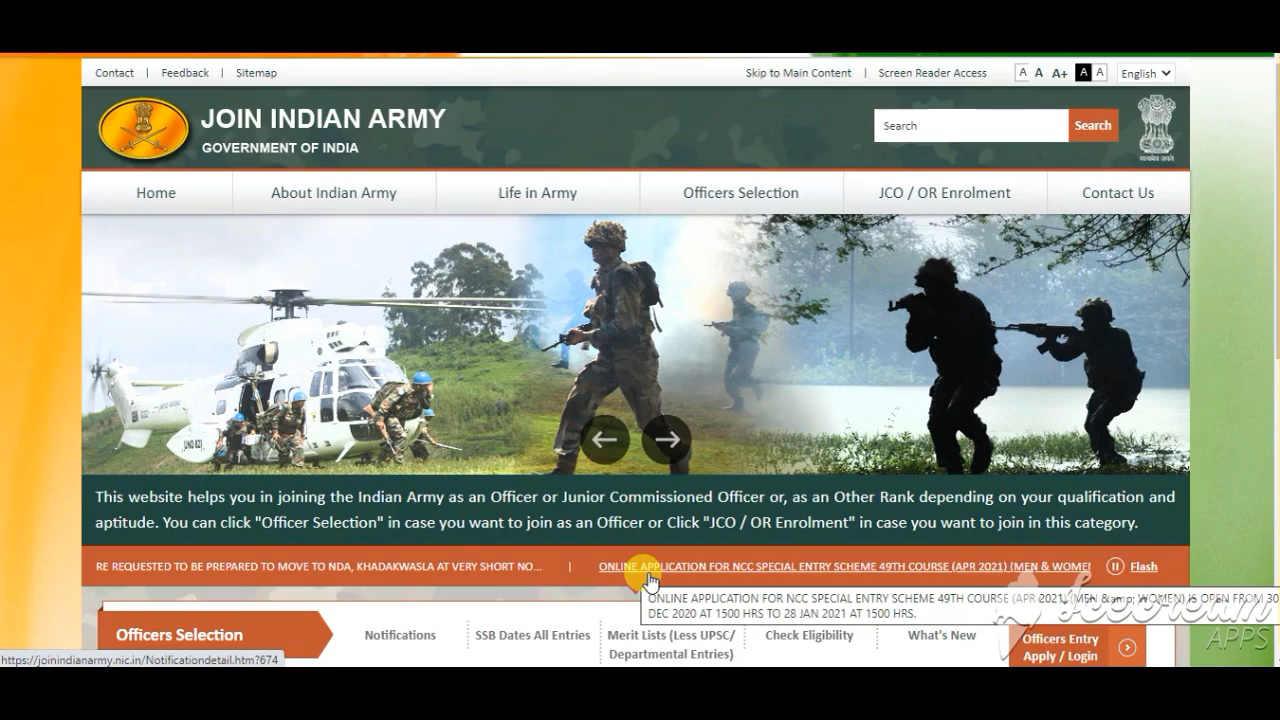 Contact | Feedback | Sitemap
Skip to Main Content | Screen Reader Access A A A+ A A English
JOIN INDIAN ARMY
GOVERNMENT OF INDIA
Search Search
सत्यमेव जयते
Home About Indian Army Life in Army Officers Selection JCO / OR Enrolment Contact Us
UNO 821
This website helps you in joining the Indian Army as an Officer or Junior Commissioned Officer or, as an Other Rank depending on your qualification and
aptitude. You can click "Officer Selection" in case you want to join as an Officer or Click "JCO / OR Enrolment" in case you want to join in this category.
RE REQUESTED TO BE PREPARED TO MOVE TO NDA, KHADAKWASLA AT VERY SHORT NO... | ONLINE APPLICATION FOR NCC SPECIAL ENTRY SCHEME 49TH COURSE (APR 2021) (MEN & WOMEN Flash
ONLINE APPLICATION FOR NCC SPECIAL ENTRY SCHEME 49TH COURSE (APR 2021) (MEN &amp; WOMEN) IS OPEN FROM 30
DEC 2020 AT 1500 HRS TO 28 JAN 2021 AT 1500 HRS.
Icecream
APPS
Officers Selection
Notifications
SSB Dates All Entries
Merit Lists (Less UPSC/
Departmental Entries)
Check Eligibility
What's New
Officers Entry
Apply / Login
https://joinindianarmy.nic.in/Notificationdetail.htm?674